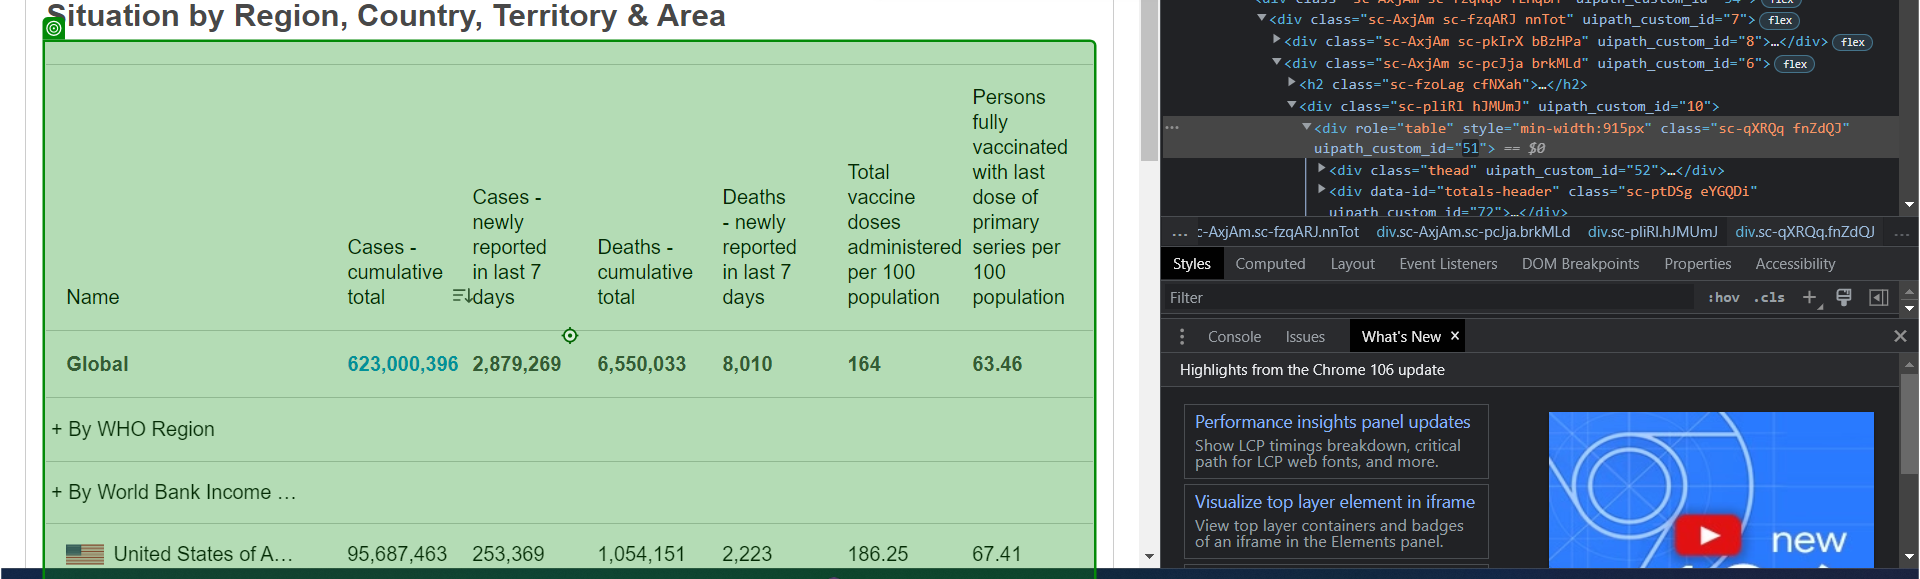 Situation by Region, Country, Territory & Area
Name
Cases -
cumulative
total
Cases -
newly
reported
in last 7
days
Deaths -
cumulative
total
Deaths
- newly
reported
in last 7
days
Total
vaccine
doses
administered
per 100
population
Persons
fully
vaccinated
with last
dose of
primary
series per
100
population
Global 623,000,396 2,879,269 6,550,033 8,010 164 63.46
+ By WHO Region
+ By World Bank Income …
United States of A… 95,687,463 253,369 1,054,151 2,223 186.25 67.41
<div class="sc-AxjAm sc-fzqARJ nnTot" uipath_custom_id="7"> flex
<div class="sc-AxjAm sc-pkIrX bBzHPa" uipath_custom_id="8">…</div> flex
<div class="sc-AxjAm sc-pcJja brkMLd" uipath_custom_id="6"> flex
<h2 class="sc-fzoLag cfNXah">…</h2>
<div class="sc-pliRl hJMUmJ" uipath_custom_id="10">
<div role="table" style="min-width:915px" class="sc-qXRQq fnZdQJ"
uipath_custom_id="51"> == $0
<div class="thead" uipath_custom_id="52">…</div>
<div data-id="totals-header" class="sc-ptDSg eYGQDi"
uipath_custom_id="72">…</div>
… c-AxjAm.sc-fzqARJ.nnTot div.sc-AxjAm.sc-pcJja.brkMLd div.sc-pliRl.hJMUmJ div.sc-qXRQq.fnZdQJ …
Styles Computed Layout Event Listeners DOM Breakpoints Properties Accessibility
Filter :hov .cls +
Console Issues What's New ×
Highlights from the Chrome 106 update
Performance insights panel updates
Show LCP timings breakdown, critical
path for LCP web fonts, and more.
Visualize top layer element in iframe
View top layer containers and badges
of an iframe in the Elements panel.
new